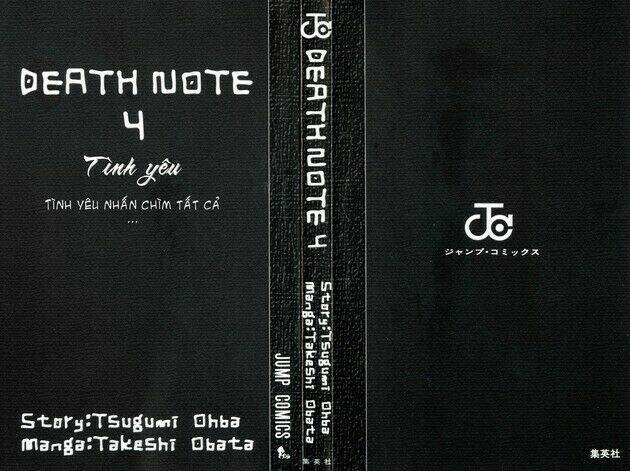 DEATH NOTE
4
Tình yêu
TÌNH YÊU NHẤN CHÌM TẤT CẢ
...
Story:Tsugumi Ohba
Manga:Takeshi Obata
JUMP COMICS
JC
DEATH NOTE 4
Story:Tsugumi Ohba
Manga:Takeshi Obata
集英社
JC
ジャンプ・コミックス
集英社